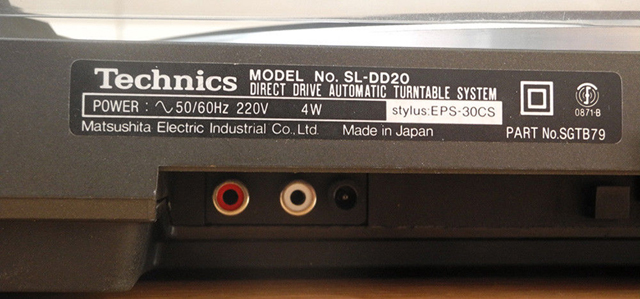 Technics MODEL No. SL-DD20
DIRECT DRIVE AUTOMATIC TURNTABLE SYSTEM
POWER : ∿ 50/60Hz 220V 4W stylus:EPS-30CS
Matsushita Electric Industrial Co., Ltd. Made in Japan PART No.SGTB79
0871-B